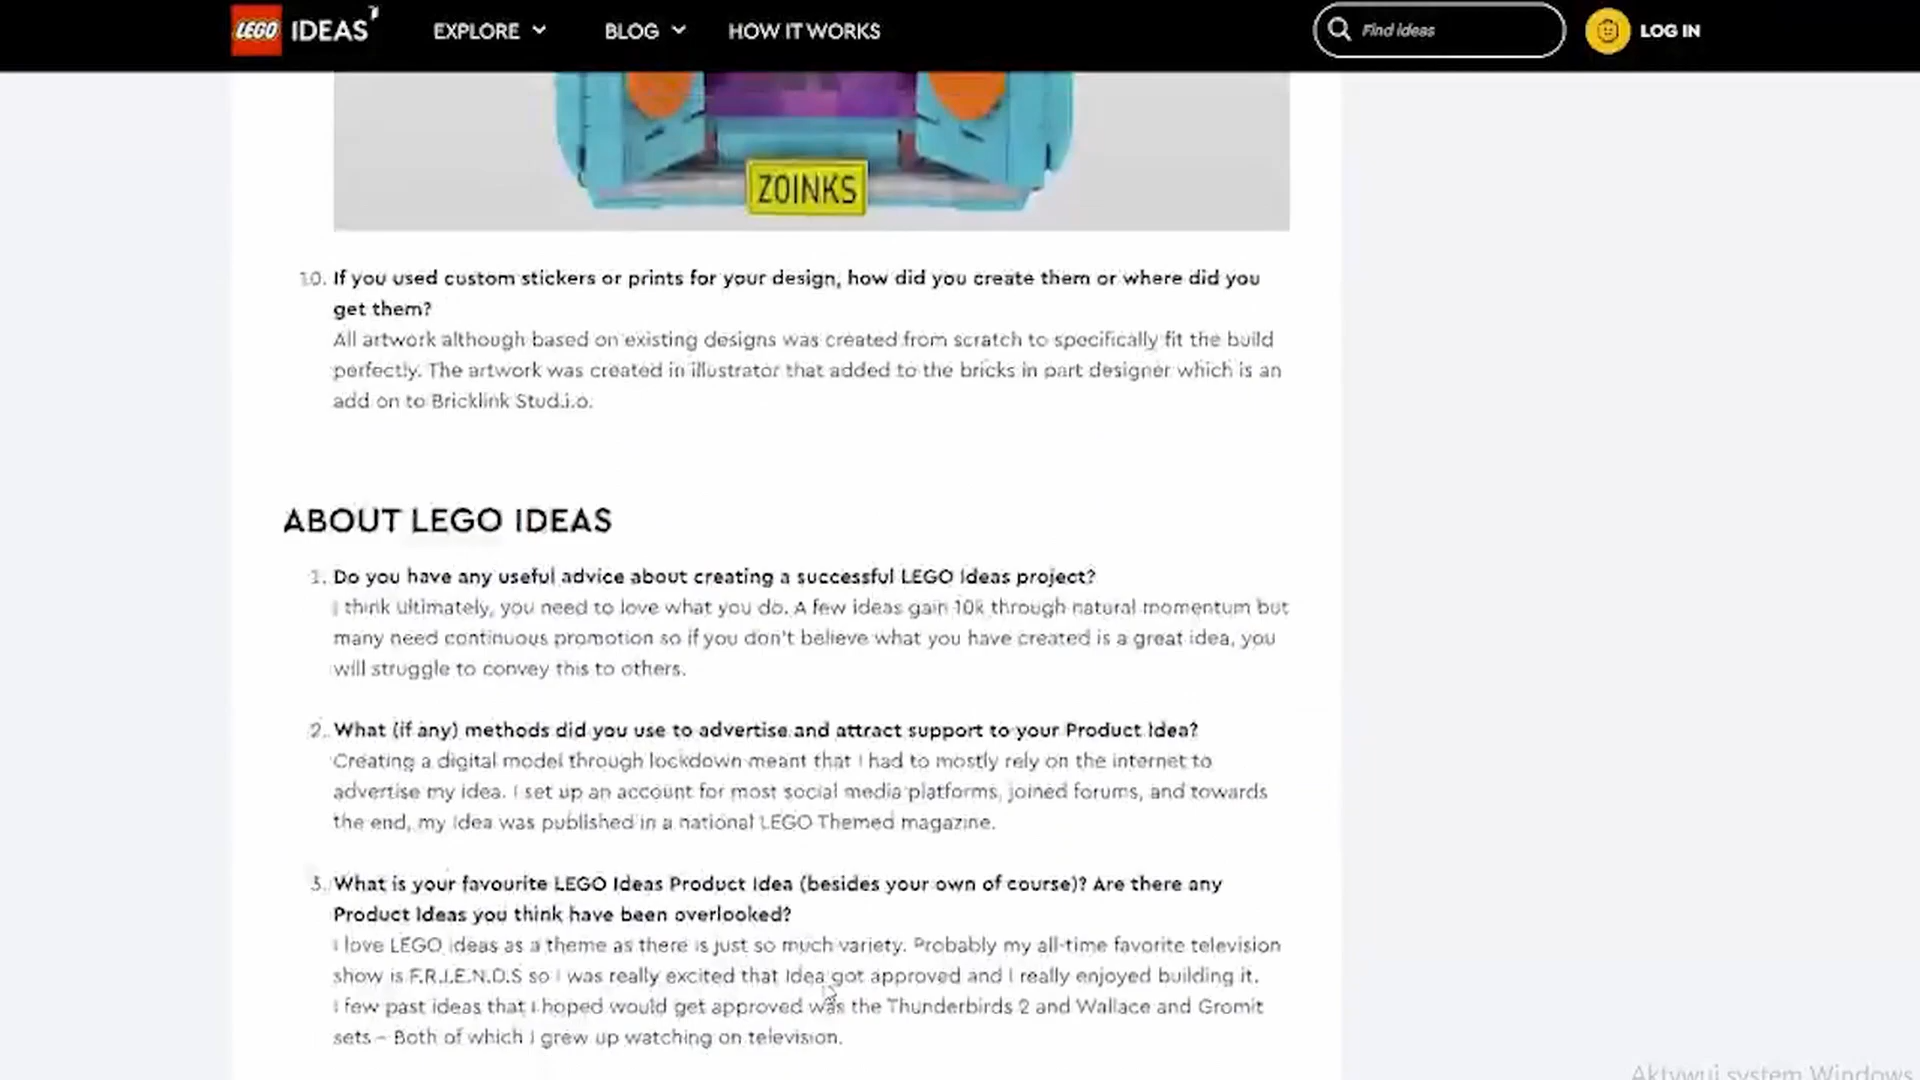 LEGO IDEAS EXPLORE BLOG HOW IT WORKS Find ideas LOG IN
ZOINKS
10. If you used custom stickers or prints for your design, how did you create them or where did you
get them?
All artwork although based on existing designs was created from scratch to specifically fit the build
perfectly. The artwork was created in illustrator that added to the bricks in part designer which is an
add on to Bricklink Stud.i.o.
ABOUT LEGO IDEAS
1. Do you have any useful advice about creating a successful LEGO Ideas project?
I think ultimately, you need to love what you do. A few ideas gain 10k through natural momentum but
many need continuous promotion so if you don't believe what you have created is a great idea, you
will struggle to convey this to others.
2. What (if any) methods did you use to advertise and attract support to your Product Idea?
Creating a digital model through lockdown meant that I had to mostly rely on the internet to
advertise my idea. I set up an account for most social media platforms, joined forums, and towards
the end, my idea was published in a national LEGO Themed magazine.
3. What is your favourite LEGO Ideas Product Idea (besides your own of course)? Are there any
Product Ideas you think have been overlooked?
I love LEGO ideas as a theme as there is just so much variety. Probably my all-time favorite television
show is F.R.I.E.N.D.S so I was really excited that Idea got approved and I really enjoyed building it.
I few past ideas that I hoped would get approved was the Thunderbirds 2 and Wallace and Gromit
sets – Both of which I grew up watching on television.
Aktywuj system Windows